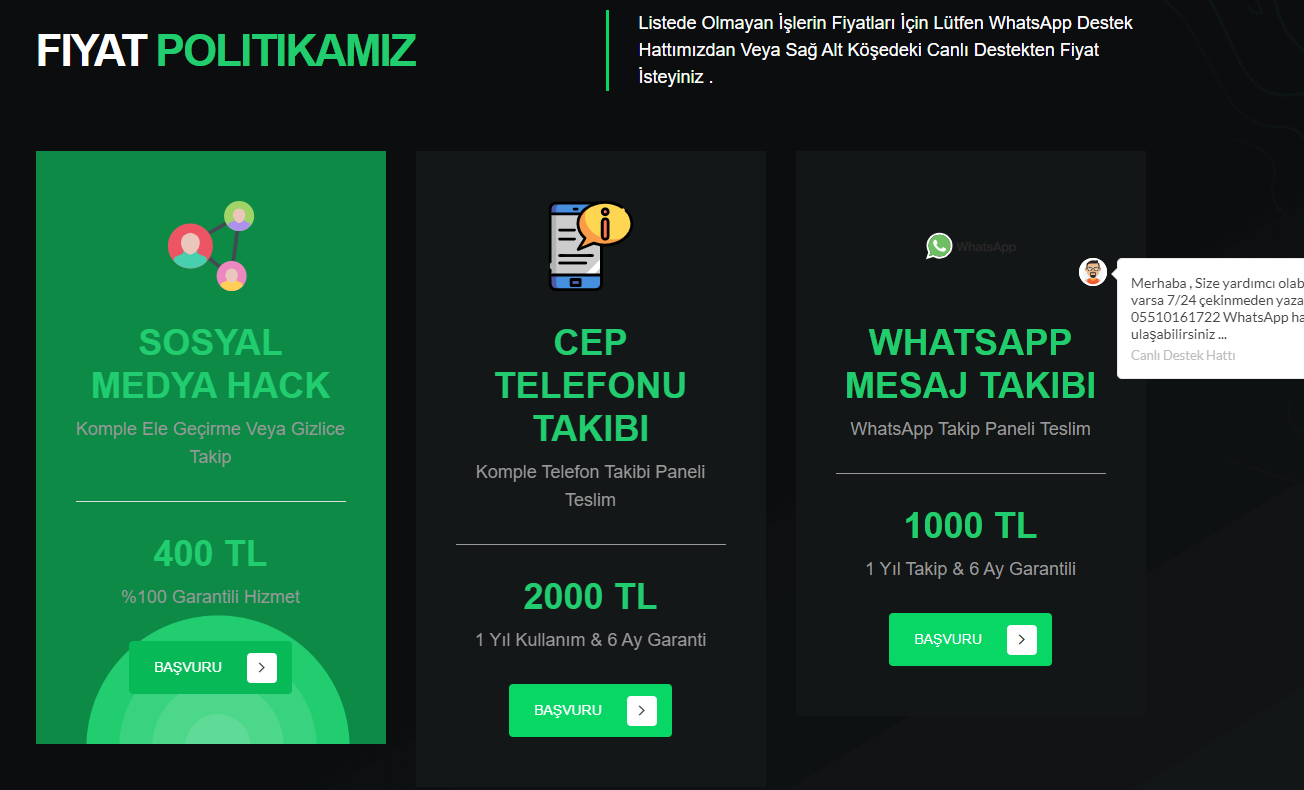 FIYAT POLITIKAMIZ
Listede Olmayan İşlerin Fiyatları İçin Lütfen WhatsApp Destek
Hattımızdan Veya Sağ Alt Köşedeki Canlı Destekten Fiyat
İsteyiniz .
SOSYAL
MEDYA HACK
Komple Ele Geçirme Veya Gizlice
Takip
400 TL
%100 Garantili Hizmet
BAŞVURU
CEP
TELEFONU
TAKIBI
Komple Telefon Takibi Paneli
Teslim
2000 TL
1 Yıl Kullanım & 6 Ay Garanti
BAŞVURU
WhatsApp
WHATSAPP
MESAJ TAKIBI
WhatsApp Takip Paneli Teslim
1000 TL
1 Yıl Takip & 6 Ay Garantili
BAŞVURU
Merhaba , Size yardımcı olab
varsa 7/24 çekinmeden yaza
05510161722 WhatsApp ha
ulaşabilirsiniz ...
Canlı Destek Hattı